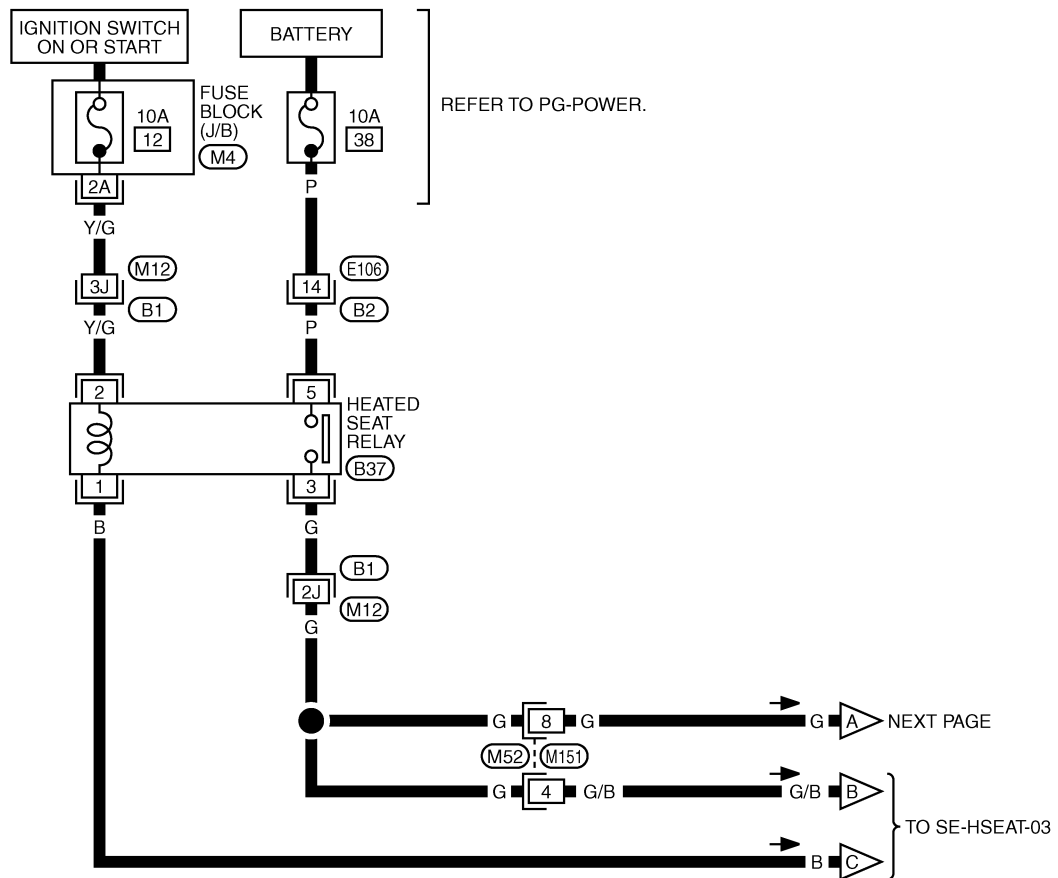 IGNITION SWITCH
ON OR START
BATTERY
REFER TO PG-POWER.
10A
12
FUSE
BLOCK
(J/B)
M4
10A
38
2A
P
Y/G
3J
M12
B1
14
E106
B2
Y/G
P
2
5
HEATED
SEAT
RELAY
B37
1
3
B
G
B1
2J
M12
G
G
8
G
G
A
NEXT PAGE
M52
M151
G
4
G/B
G/B
B
TO SE-HSEAT-03
B
C